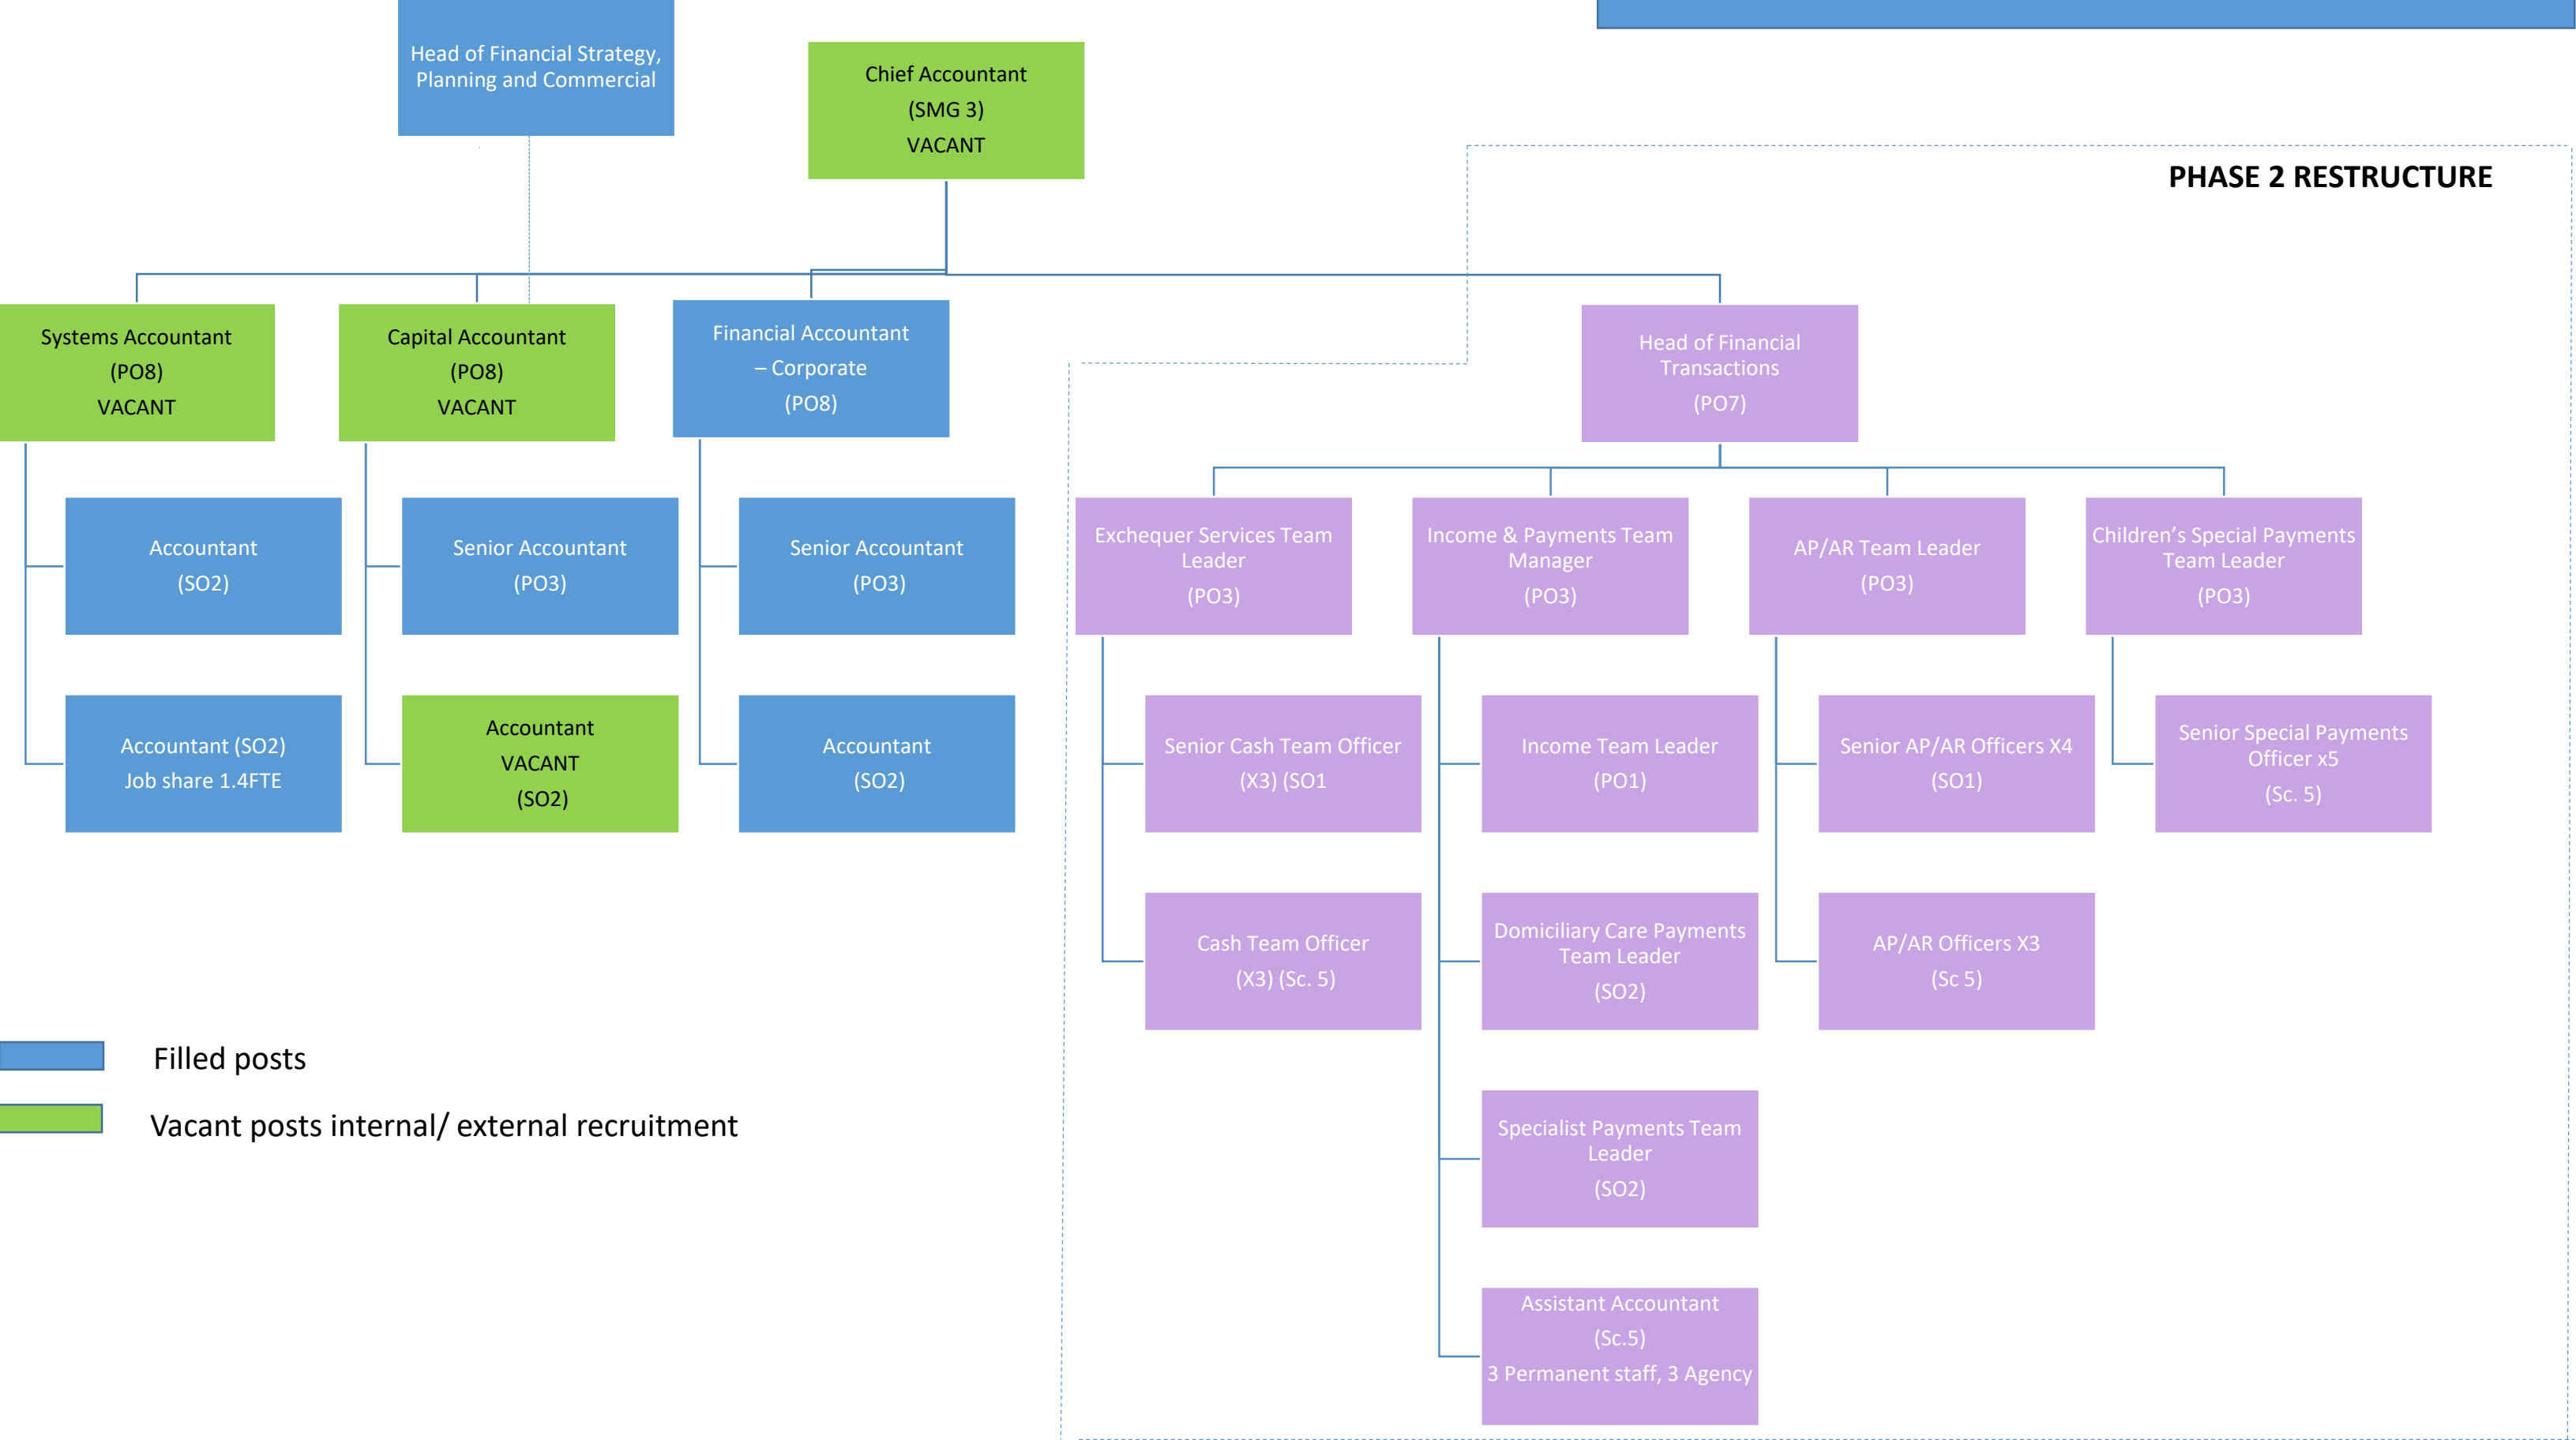 Head of Financial Strategy,
Planning and Commercial
Chief Accountant
(SMG 3)
VACANT
PHASE 2 RESTRUCTURE
Systems Accountant
(PO8)
VACANT
Capital Accountant
(PO8)
VACANT
Financial Accountant
– Corporate
(PO8)
Head of Financial
Transactions
(PO7)
Accountant
(SO2)
Senior Accountant
(PO3)
Senior Accountant
(PO3)
Exchequer Services Team
Leader
(PO3)
Income & Payments Team
Manager
(PO3)
AP/AR Team Leader
(PO3)
Children’s Special Payments
Team Leader
(PO3)
Accountant (SO2)
Job share 1.4FTE
Accountant
VACANT
(SO2)
Accountant
(SO2)
Senior Cash Team Officer
(X3) (SO1
Income Team Leader
(PO1)
Senior AP/AR Officers X4
(SO1)
Senior Special Payments
Officer x5
(Sc. 5)
Cash Team Officer
(X3) (Sc. 5)
Domiciliary Care Payments
Team Leader
(SO2)
AP/AR Officers X3
(Sc 5)
Filled posts
Vacant posts internal/ external recruitment
Specialist Payments Team
Leader
(SO2)
Assistant Accountant
(Sc.5)
3 Permanent staff, 3 Agency